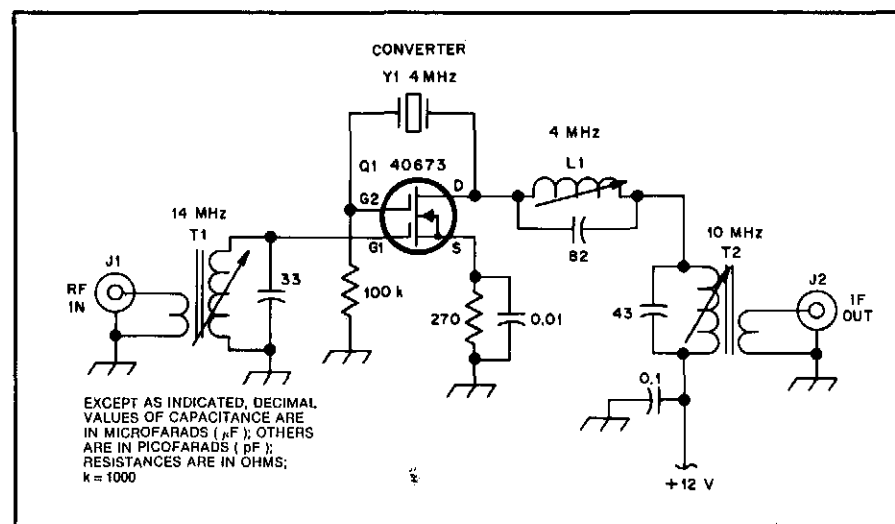 CONVERTER
Y1 4 MHz
4 MHz
L1
Q1 40673
D
G2
14 MHz
T1
G1
S
82
10 MHz
T2
J1
J2
RF
IN
33
100 k
270
0.01
43
IF
OUT
0.1
EXCEPT AS INDICATED, DECIMAL
VALUES OF CAPACITANCE ARE
IN MICROFARADS (μF); OTHERS
ARE IN PICOFARADS (pF);
RESISTANCES ARE IN OHMS;
k = 1000
+12 V